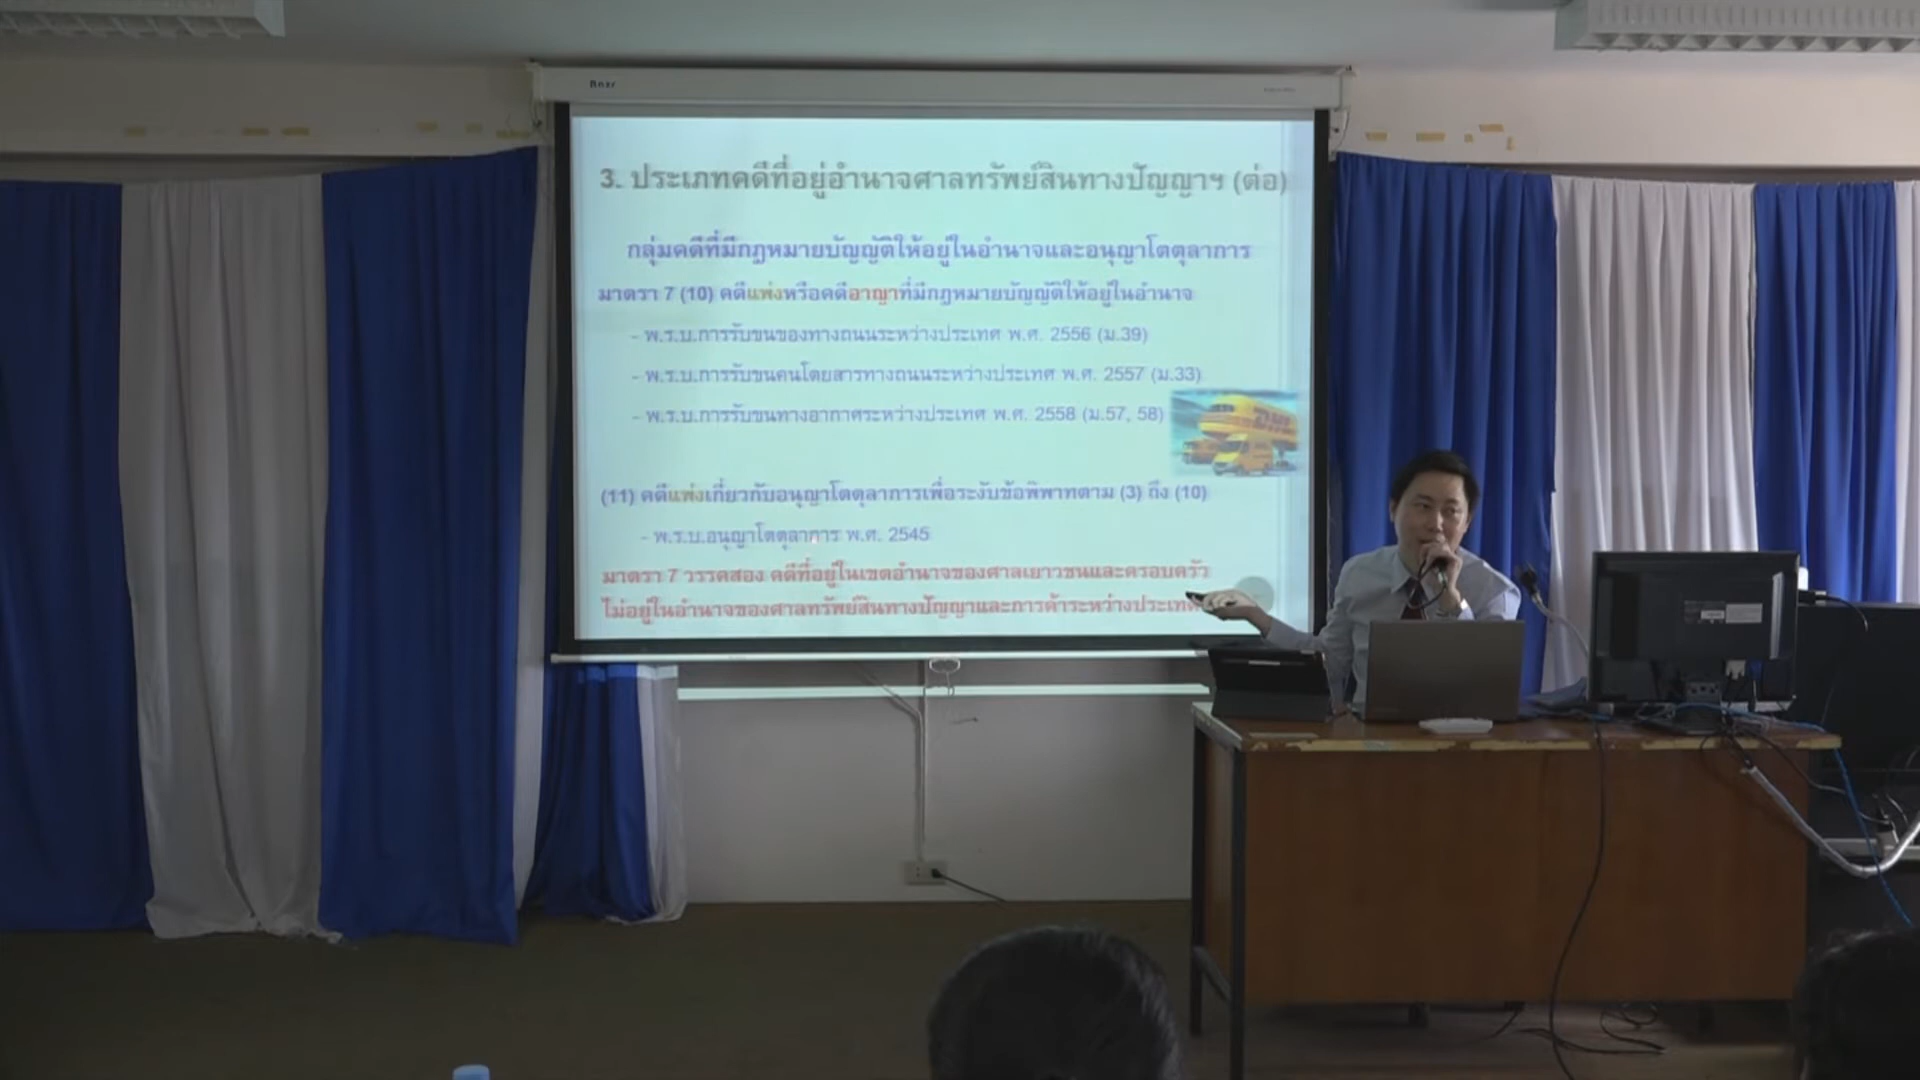 3. ประเภทคดีที่อยู่อำนาจศาลทรัพย์สินทางปัญญาฯ (ต่อ)
กลุ่มคดีที่มีกฎหมายบัญญัติให้อยู่ในอำนาจและอนุญาโตตุลาการ
มาตรา 7 (10) คดีแพ่งหรือคดีอาญาที่มีกฎหมายบัญญัติให้อยู่ในอำนาจ
- พ.ร.บ.การรับขนของทางถนนระหว่างประเทศ พ.ศ. 2556 (ม.39)
- พ.ร.บ.การรับขนคนโดยสารทางถนนระหว่างประเทศ พ.ศ. 2557 (ม.33)
- พ.ร.บ.การรับขนทางอากาศระหว่างประเทศ พ.ศ. 2558 (ม.57, 58)
(11) คดีแพ่งเกี่ยวกับอนุญาโตตุลาการเพื่อระงับข้อพิพาทตาม (3) ถึง (10)
- พ.ร.บ.อนุญาโตตุลาการ พ.ศ. 2545
มาตรา 7 วรรคสอง คดีที่อยู่ในเขตอำนาจของศาลเยาวชนและครอบครัว
ไม่อยู่ในอำนาจของศาลทรัพย์สินทางปัญญาและการค้าระหว่างประเทศ